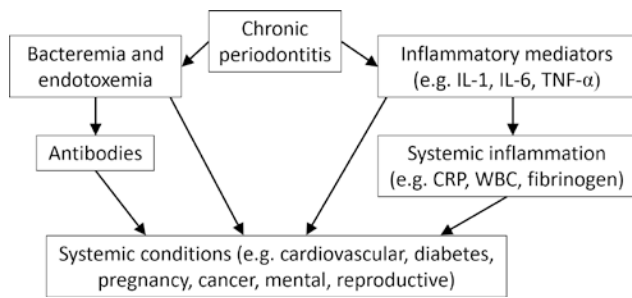 Chronic
periodontitis
Bacteremia and
endotoxemia
Inflammatory mediators
(e.g. IL-1, IL-6, TNF-α)
Antibodies
Systemic inflammation
(e.g. CRP, WBC, fibrinogen)
Systemic conditions (e.g. cardiovascular, diabetes,
pregnancy, cancer, mental, reproductive)